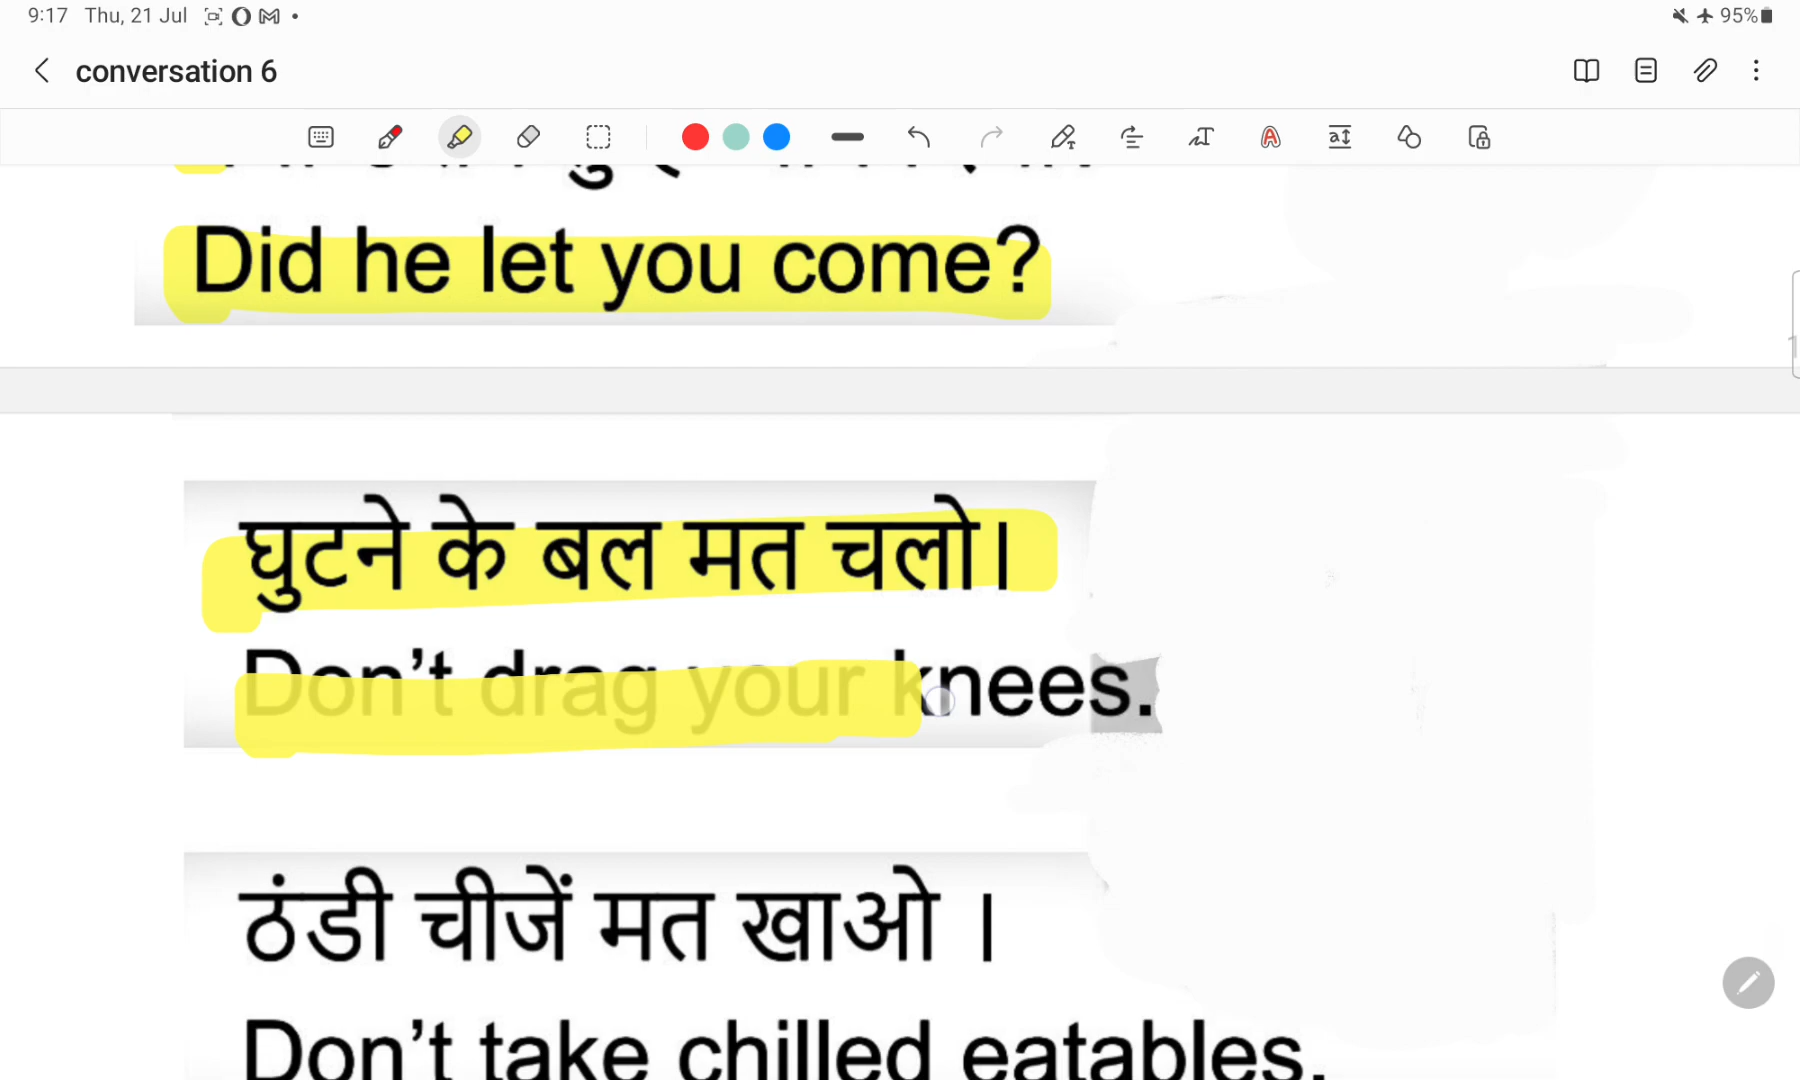 9:17 Thu, 21 Jul 95%
conversation 6
Did he let you come?
घुटने के बल मत चलो।
Don't drag your knees.
ठंडी चीजें मत खाओ ।
Don't take chilled eatables.